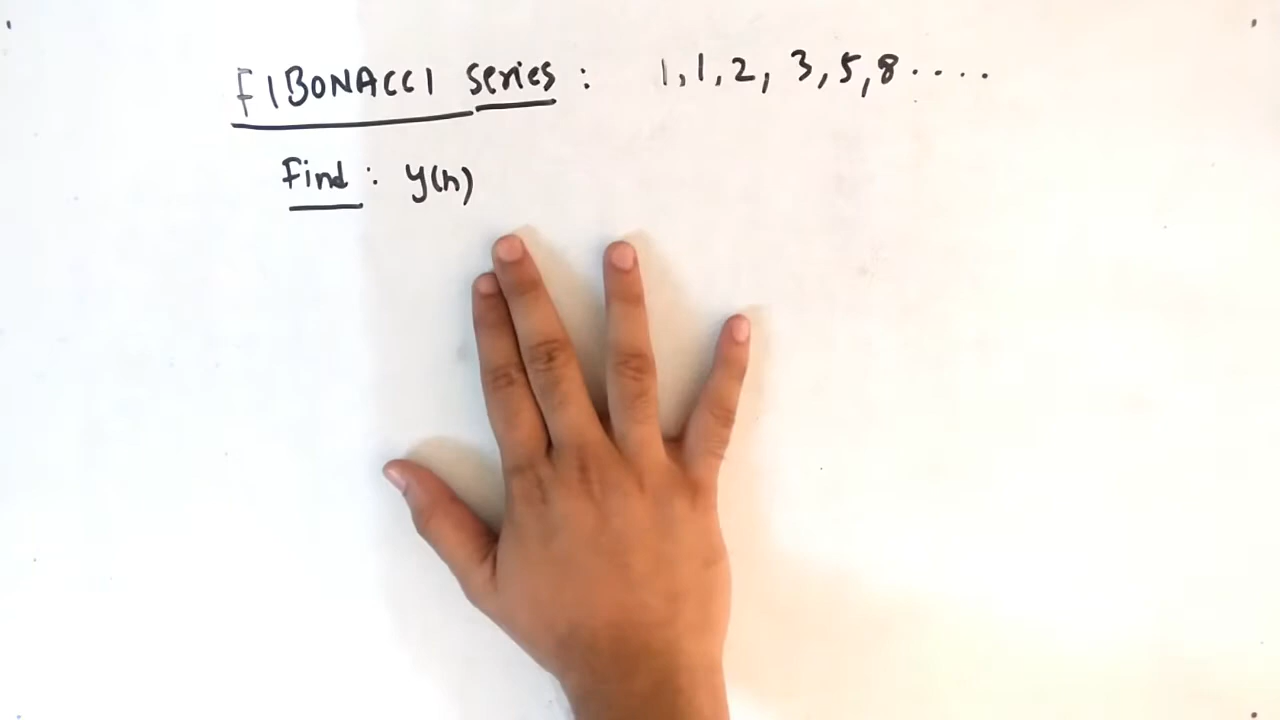 FIBONACCI series : 1, 1, 2, 3, 5, 8 . . . .
Find : y(n)